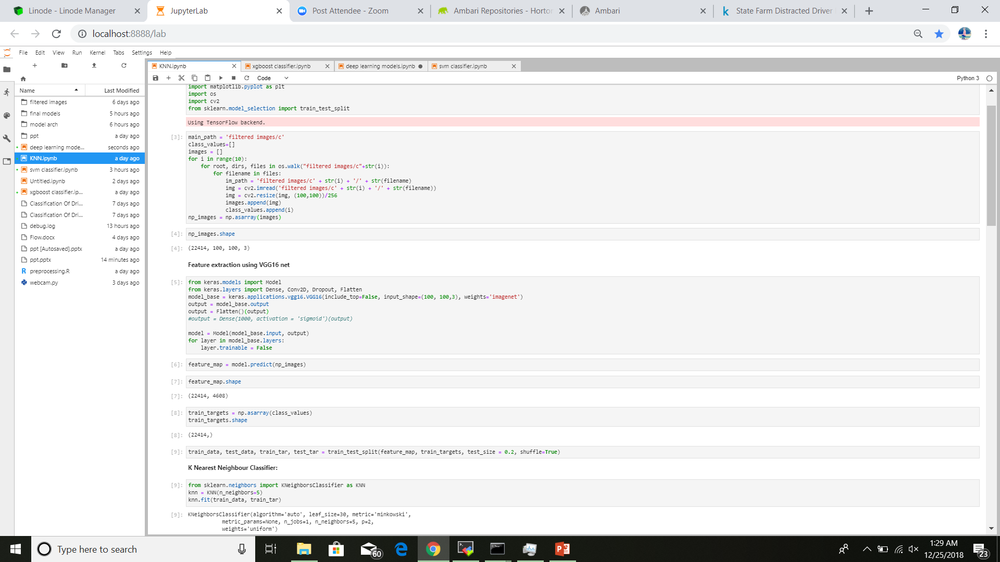 Linode - Linode Manager
JupyterLab
Post Attendee - Zoom
Ambari Repositories - Hortor
Ambari
State Farm Distracted Driver
localhost:8888/lab
File Edit View Run Kernel Tabs Settings Help
KNN.ipynb
xgboost classifier.ipynb
deep learning models.ipynb
svm classifier.ipynb
Code
Python 3
Name Last Modified
filtered images 6 days ago
final models 5 hours ago
model arch 6 hours ago
ppt a day ago
deep learning mode... seconds ago
KNN.ipynb a day ago
svm classifier.ipynb 3 hours ago
Untitled.ipynb 2 days ago
xgboost classifier.ip... a day ago
Classification Of Dri... 7 days ago
Classification Of Dri... 7 days ago
debug.log 13 hours ago
Flow.docx 4 days ago
ppt [Autosaved].pptx a day ago
ppt.pptx 14 minutes ago
R preprocessing.R a day ago
webcam.py 3 days ago
import matplotlib.pyplot as plt
import os
import cv2
from sklearn.model_selection import train_test_split
Using TensorFlow backend.
[3]: main_path = 'filtered images/c'
class_values=[]
images = []
for i in range(10):
    for root, dirs, files in os.walk("filtered images/c"+str(i)):
        for filename in files:
            im_path = 'filtered images/c' + str(i) + '/' + str(filename)
            img = cv2.imread('filtered images/c' + str(i) + '/' + str(filename))
            img = cv2.resize(img, (100,100))/256
            images.append(img)
            class_values.append(i)
np_images = np.asarray(images)
[4]: np_images.shape
[4]: (22414, 100, 100, 3)
Feature extraction using VGG16 net
[5]: from keras.models import Model
from keras.layers import Dense, Conv2D, Dropout, Flatten
model_base = keras.applications.vgg16.VGG16(include_top=False, input_shape=(100, 100,3), weights='imagenet')
output = model_base.output
output = Flatten()(output)
#output = Dense(1000, activation = 'sigmoid')(output)
model = Model(model_base.input, output)
for layer in model_base.layers:
    layer.trainable = False
[6]: feature_map = model.predict(np_images)
[7]: feature_map.shape
[7]: (22414, 4608)
[8]: train_targets = np.asarray(class_values)
train_targets.shape
[8]: (22414,)
[9]: train_data, test_data, train_tar, test_tar = train_test_split(feature_map, train_targets, test_size = 0.2, shuffle=True)
K Nearest Neighbour Classifier:
[9]: from sklearn.neighbors import KNeighborsClassifier as KNN
knn = KNN(n_neighbors=5)
knn.fit(train_data, train_tar)
[9]: KNeighborsClassifier(algorithm='auto', leaf_size=30, metric='minkowski',
           metric_params=None, n_jobs=1, n_neighbors=5, p=2,
           weights='uniform')
Type here to search
60
1:29 AM
12/25/2018
23